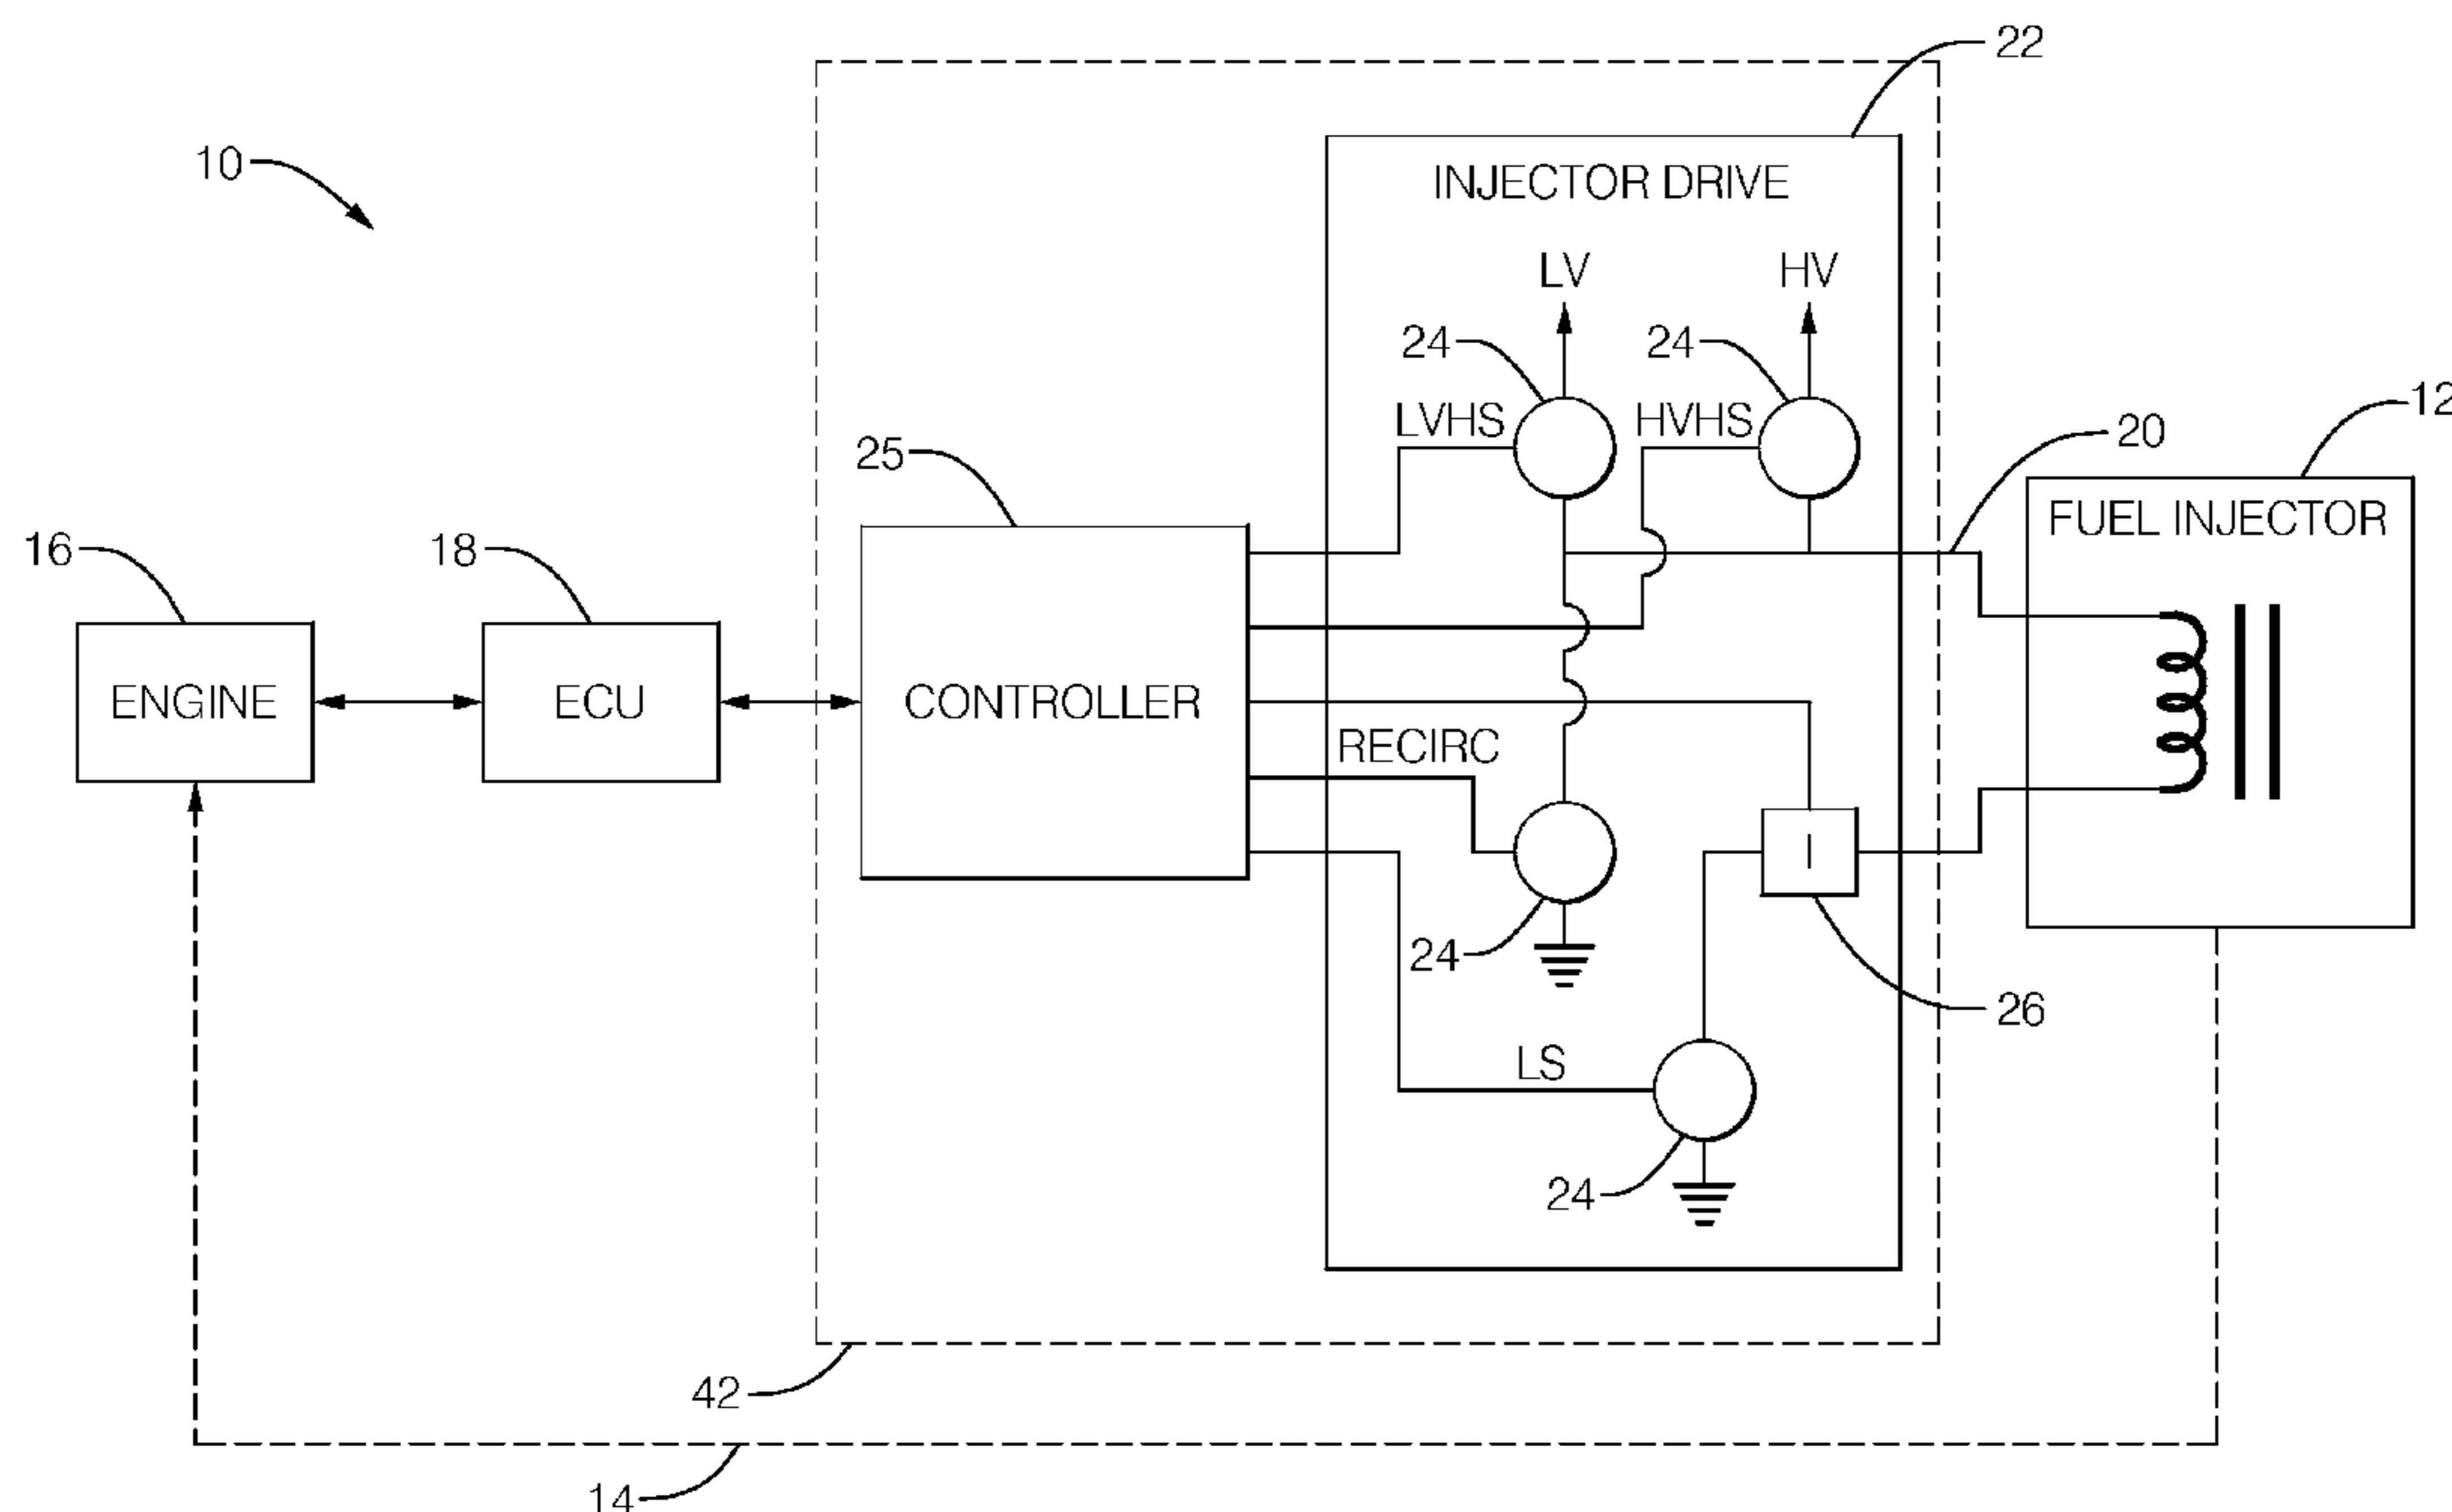 22
10
INJECTOR DRIVE
LV
HV
24
24
12
LVHS
HVHS
20
25
FUEL INJECTOR
16
18
ENGINE
ECU
CONTROLLER
RECIRC
I
24
26
LS
24
42
14